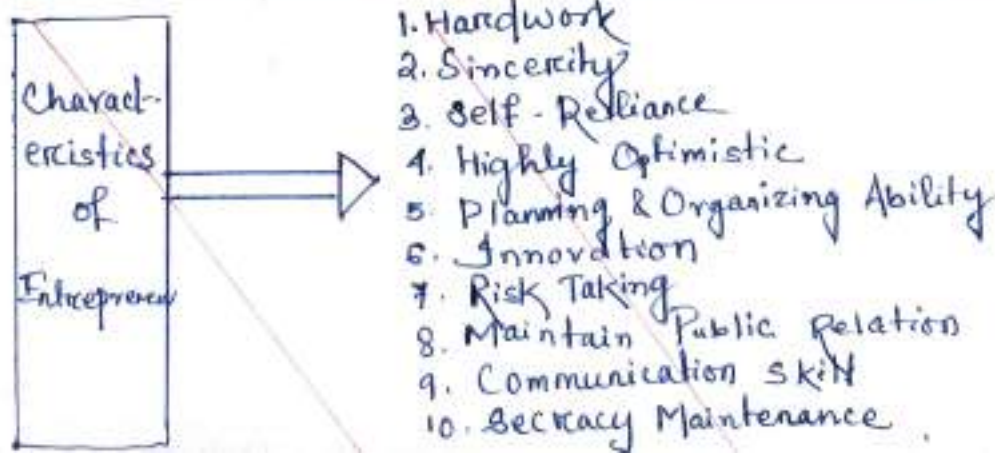 Charact-
eristics
of
Entrepreneur
1. Hardwork
2. Sincerity
3. Self-Relliance
4. Highly Optimistic
5. Planning & Organizing Ability
6. Innovation
7. Risk Taking
8. Maintain Public Relation
9. Communication Skill
10. Secracy Maintenance